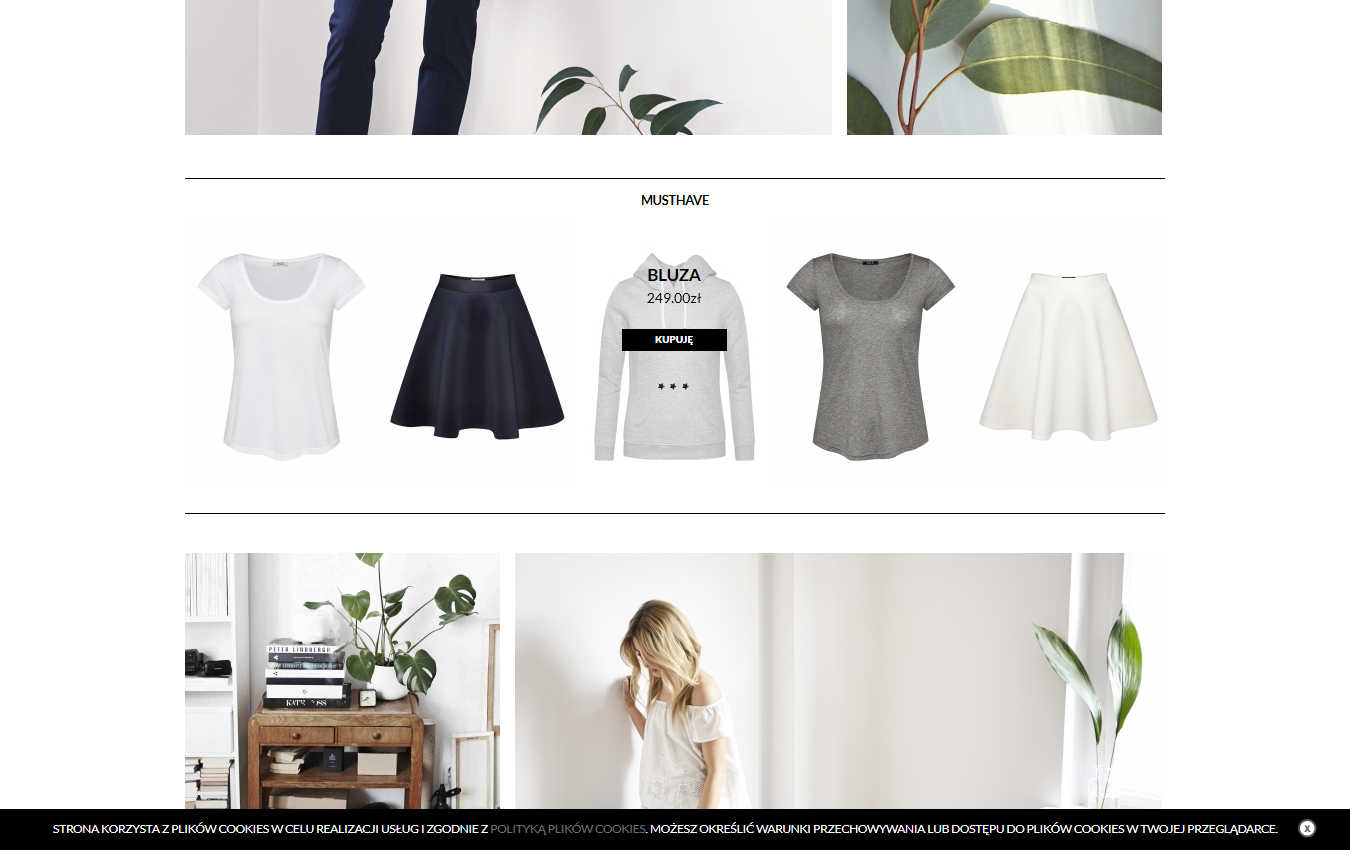 MUSTHAVE
BLUZA
249.00zł
KUPUJĘ
PETER LINDBERGH
STRONA KORZYSTA Z PLIKÓW COOKIES W CELU REALIZACJI USŁUG I ZGODNIE Z POLITYKĄ PLIKÓW COOKIES. MOŻESZ OKREŚLIĆ WARUNKI PRZECHOWYWANIA LUB DOSTĘPU DO PLIKÓW COOKIES W TWOJEJ PRZEGLĄDARCE.
x